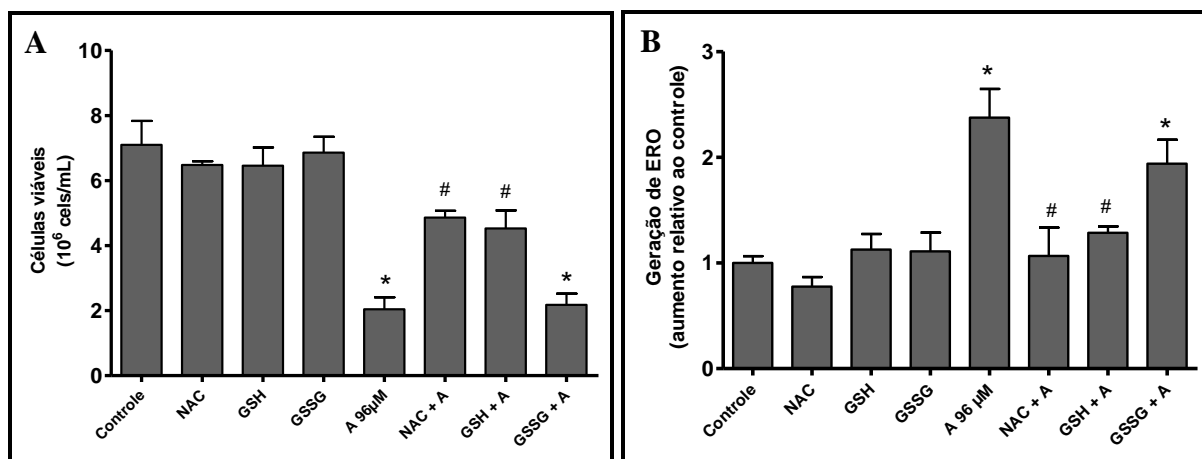 A
Células viáveis
(10⁶ cels/mL)
10
8
6
4
2
0
*
#
#
*
Controle
NAC
GSH
GSSG
A 96µM
NAC + A
GSH + A
GSSG + A
B
Geração de ERO
(aumento relativo ao controle)
3
2
1
0
*
#
#
*
Controle
NAC
GSH
GSSG
A 96 µM
NAC + A
GSH + A
GSSG + A